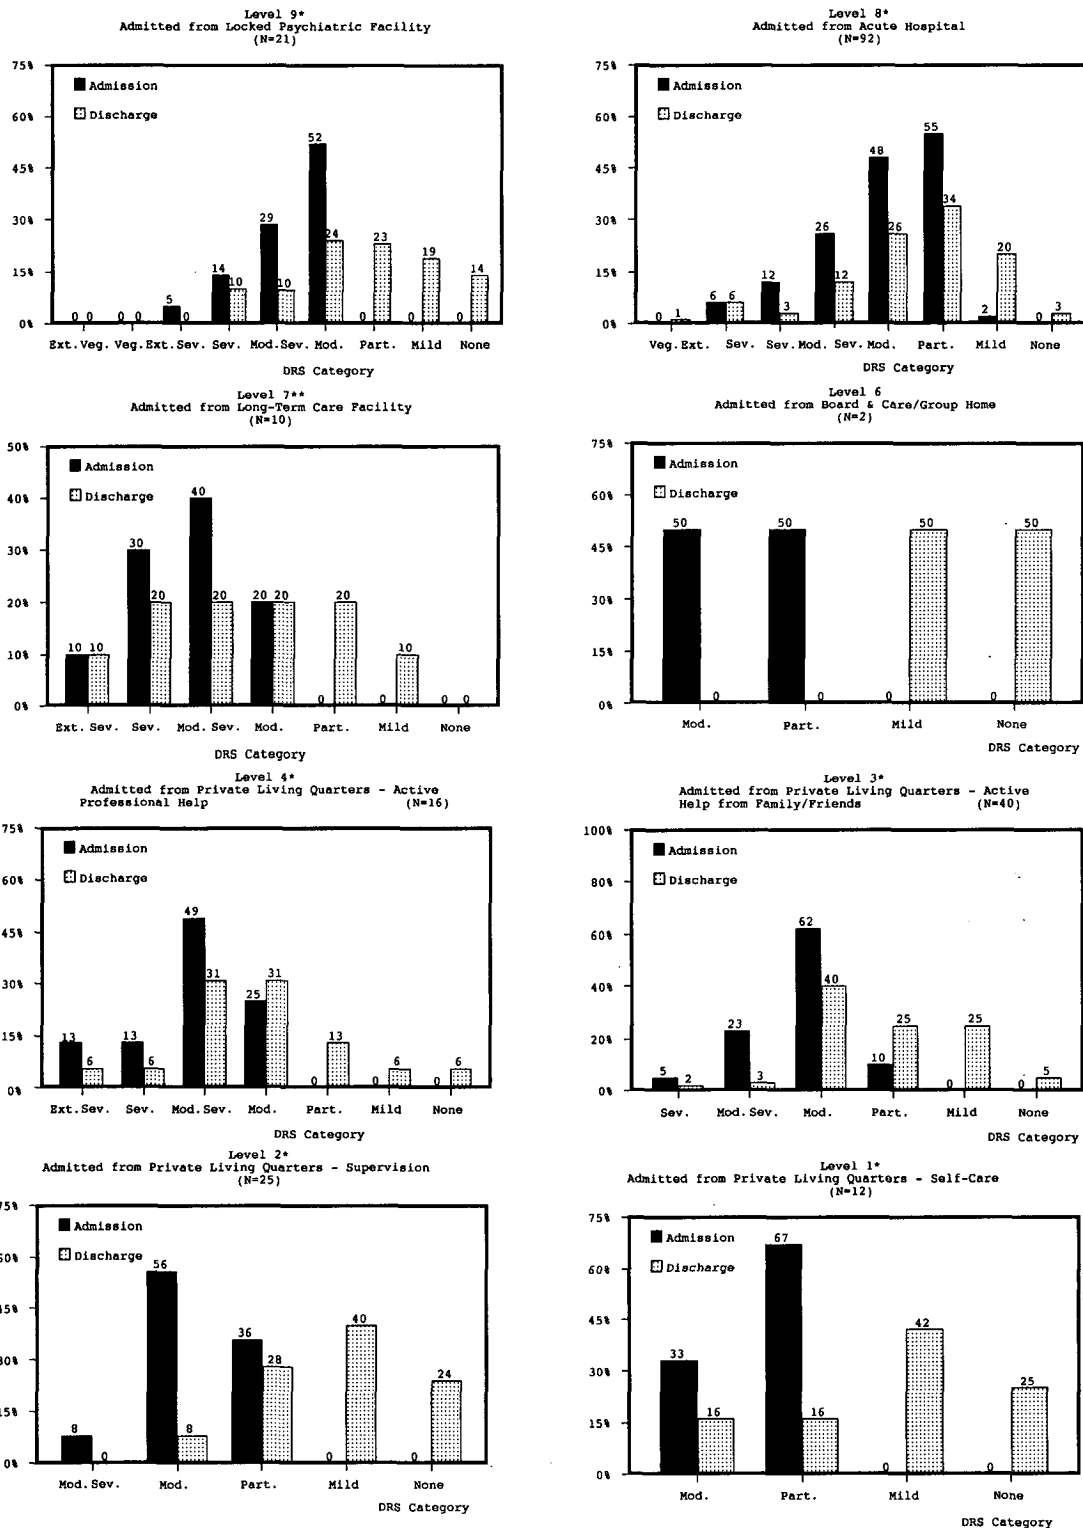 Level 9*
Admitted from Locked Psychiatric Facility
(N=21)
75%
60%
45%
30%
15%
0%
Admission
Discharge
0 0 0 0 5 0 14 10 29 10 52 24 0 23 0 19 0 14
Ext.Veg. Veg. Ext.Sev. Sev. Mod.Sev. Mod. Part. Mild None
DRS Category
Level 8*
Admitted from Acute Hospital
(N=92)
75%
60%
45%
30%
15%
0%
Admission
Discharge
0 1 6 6 12 3 26 12 48 26 55 34 2 20 0 3
Veg. Ext. Sev. Sev. Mod. Sev. Mod. Part. Mild None
DRS Category
Level 7**
Admitted from Long-Term Care Facility
(N=10)
50%
40%
30%
20%
10%
0%
Admission
Discharge
10 10 30 20 40 20 20 20 0 20 0 10 0 0
Ext. Sev. Sev. Mod. Sev. Mod. Part. Mild None
DRS Category
Level 6
Admitted from Board & Care/Group Home
(N=2)
75%
60%
45%
30%
15%
0%
Admission
Discharge
50 0 50 0 0 50 0 50
Mod. Part. Mild None
DRS Category
Level 4*
Admitted from Private Living Quarters - Active
Professional Help (N=16)
75%
60%
45%
30%
15%
0%
Admission
Discharge
13 6 13 6 49 31 25 31 0 13 0 6 0 6
Ext.Sev. Sev. Mod.Sev. Mod. Part. Mild None
DRS Category
Level 3*
Admitted from Private Living Quarters - Active
Help from Family/Friends (N=40)
100%
80%
60%
40%
20%
0%
Admission
Discharge
5 2 23 3 62 40 10 25 0 25 0 5
Sev. Mod.Sev. Mod. Part. Mild None
DRS Category
Level 2*
Admitted from Private Living Quarters - Supervision
(N=25)
75%
60%
45%
30%
15%
0%
Admission
Discharge
8 0 56 8 36 28 0 40 0 24
Mod.Sev. Mod. Part. Mild None
DRS Category
Level 1*
Admitted from Private Living Quarters - Self-Care
(N=12)
75%
60%
45%
30%
15%
0%
Admission
Discharge
33 16 67 16 0 42 0 25
Mod. Part. Mild None
DRS Category